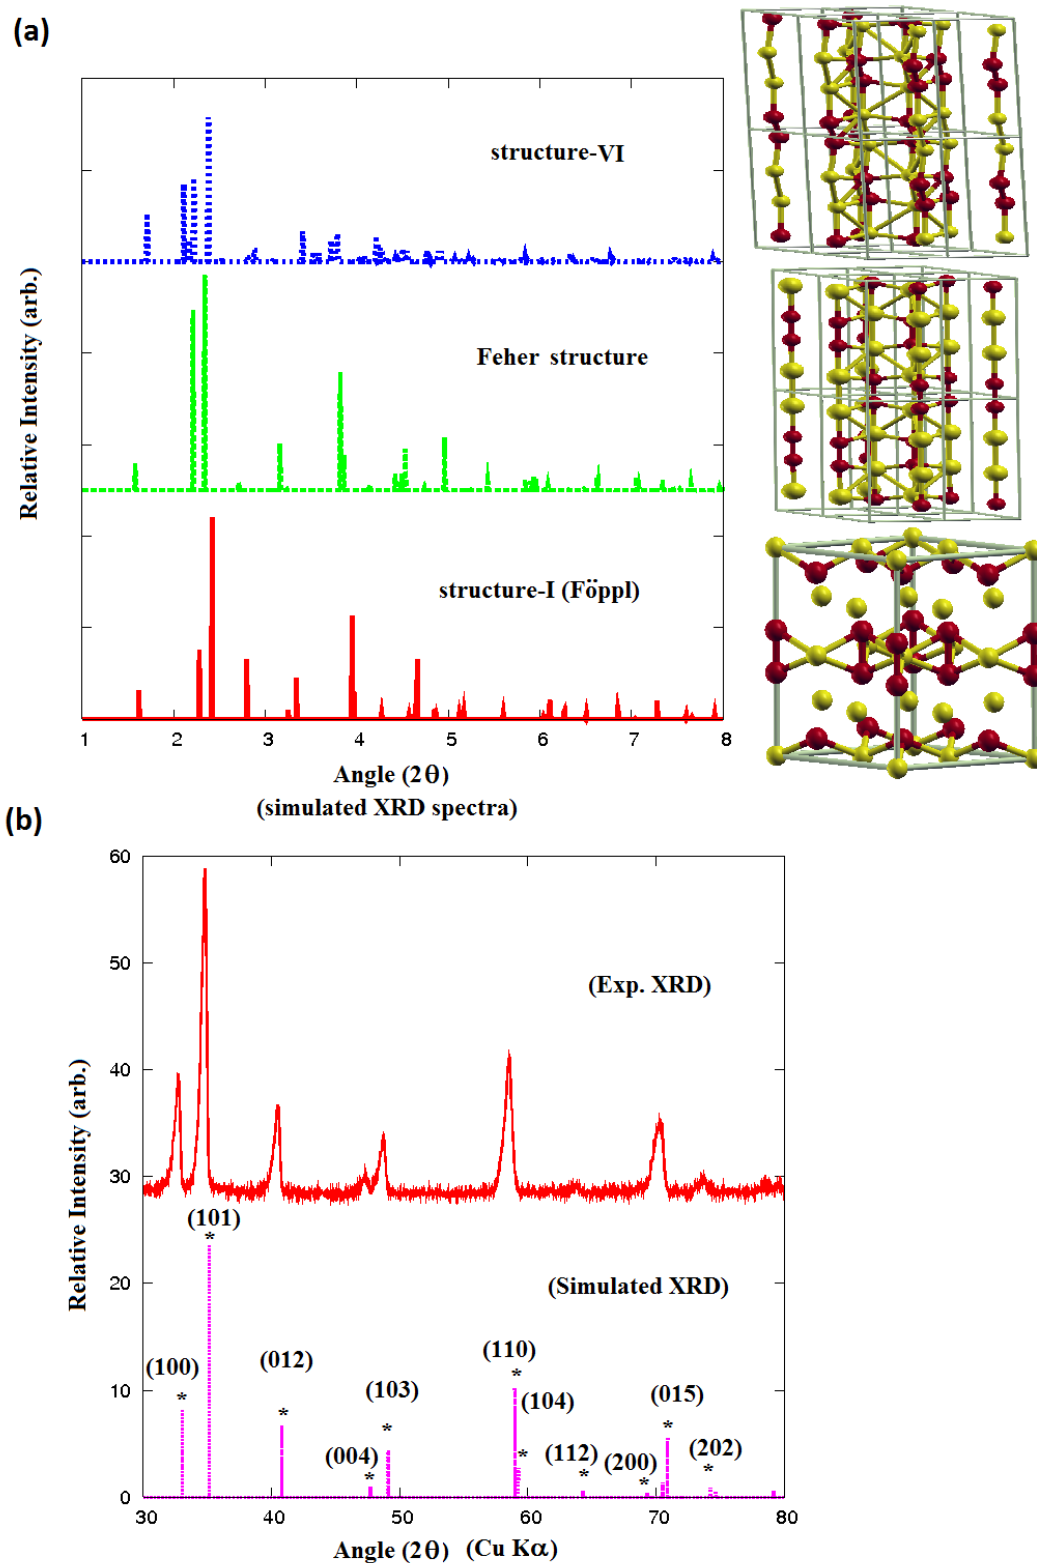 (a)
structure-VI
Feher structure
structure-I (Föppl)
Relative Intensity (arb.)
1 2 3 4 5 6 7 8
Angle (2θ)
(simulated XRD spectra)
(b)
60
50
40
30
20
10
0
Relative Intensity (arb.)
(Exp. XRD)
(Simulated XRD)
(101)
*
(100)
*
(012)
*
(004)
*
(103)
*
(110)
*
(104)
*
(112)
*
(200)
*
(015)
*
(202)
*
30 40 50 60 70 80
Angle (2θ) (Cu Kα)